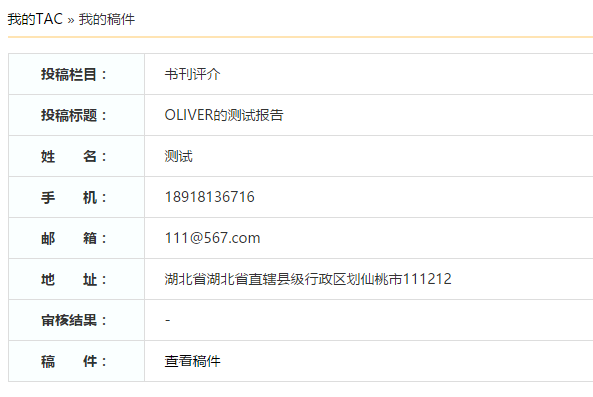 我的TAC » 我的稿件
投稿栏目： 书刊评介
投稿标题： OLIVER的测试报告
姓　　名： 测试
手　　机： 18918136716
邮　　箱： 111@567.com
地　　址： 湖北省湖北省直辖县级行政区划仙桃市111212
审核结果： -
稿　　件： 查看稿件